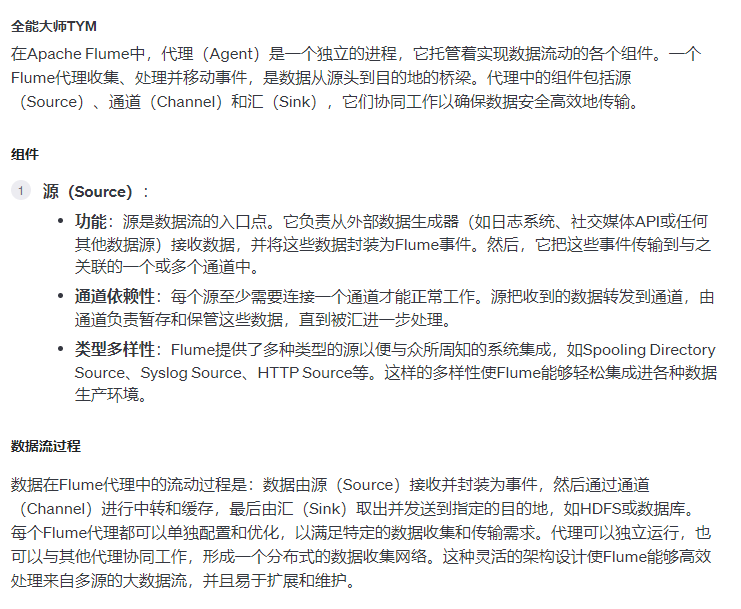 全能大师TYM
在Apache Flume中，代理（Agent）是一个独立的进程，它托管着实现数据流动的各个组件。一个
Flume代理收集、处理并移动事件，是数据从源头到目的地的桥梁。代理中的组件包括源
（Source）、通道（Channel）和汇（Sink），它们协同工作以确保数据安全高效地传输。
组件
1 源（Source）：
• 功能：源是数据流的入口点。它负责从外部数据生成器（如日志系统、社交媒体API或任何
其他数据源）接收数据，并将这些数据封装为Flume事件。然后，它把这些事件传输到与之
关联的一个或多个通道中。
• 通道依赖性：每个源至少需要连接一个通道才能正常工作。源把收到的数据转发到通道，由
通道负责暂存和保管这些数据，直到被汇进一步处理。
• 类型多样性：Flume提供了多种类型的源以便与众所周知的系统集成，如Spooling Directory
Source、Syslog Source、HTTP Source等。这样的多样性使Flume能够轻松集成进各种数据
生产环境。
数据流过程
数据在Flume代理中的流动过程是：数据由源（Source）接收并封装为事件，然后通过通道
（Channel）进行中转和缓存，最后由汇（Sink）取出并发送到指定的目的地，如HDFS或数据库。
每个Flume代理都可以单独配置和优化，以满足特定的数据收集和传输需求。代理可以独立运行，也
可以与其他代理协同工作，形成一个分布式的数据收集网络。这种灵活的架构设计使Flume能够高效
处理来自多源的大数据流，并且易于扩展和维护。